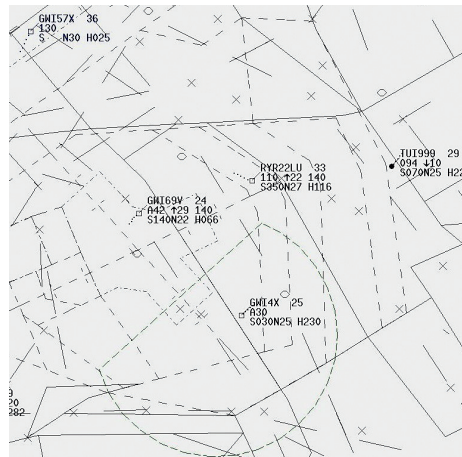 GWI57X 36
130
S N30 H025
TUI999 29
094 ↓10
S070N25 H22
RYR22LU 33
110 ↑22 140
S350N27 H116
GWI69V 24
A42 ↑29 140
S140N22 H066
GWI4X 25
A30
S030N25 H230
9
20
282